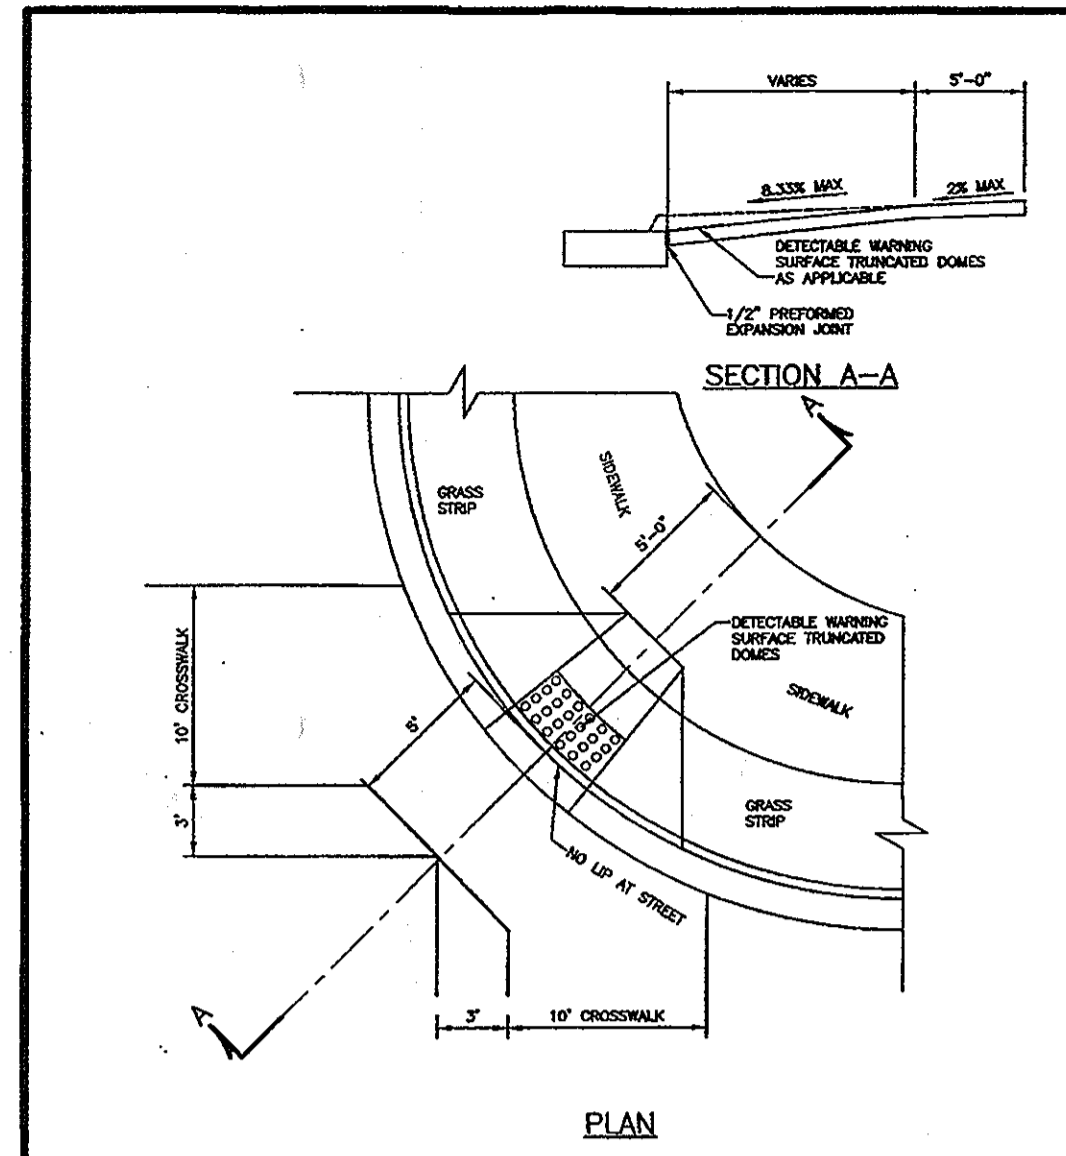 VARIES
5'-0"
8.33% MAX
2% MAX
DETECTABLE WARNING
SURFACE TRUNCATED DOMES
AS APPLICABLE
1/2" PREFORMED
EXPANSION JOINT
SECTION A-A
A
SIDEWALK
GRASS
STRIP
5'-0"
DETECTABLE WARNING
SURFACE TRUNCATED
DOMES
10' CROSSWALK
5'
SIDEWALK
3'
GRASS
STRIP
NO LIP AT STREET
A
3'
10' CROSSWALK
PLAN